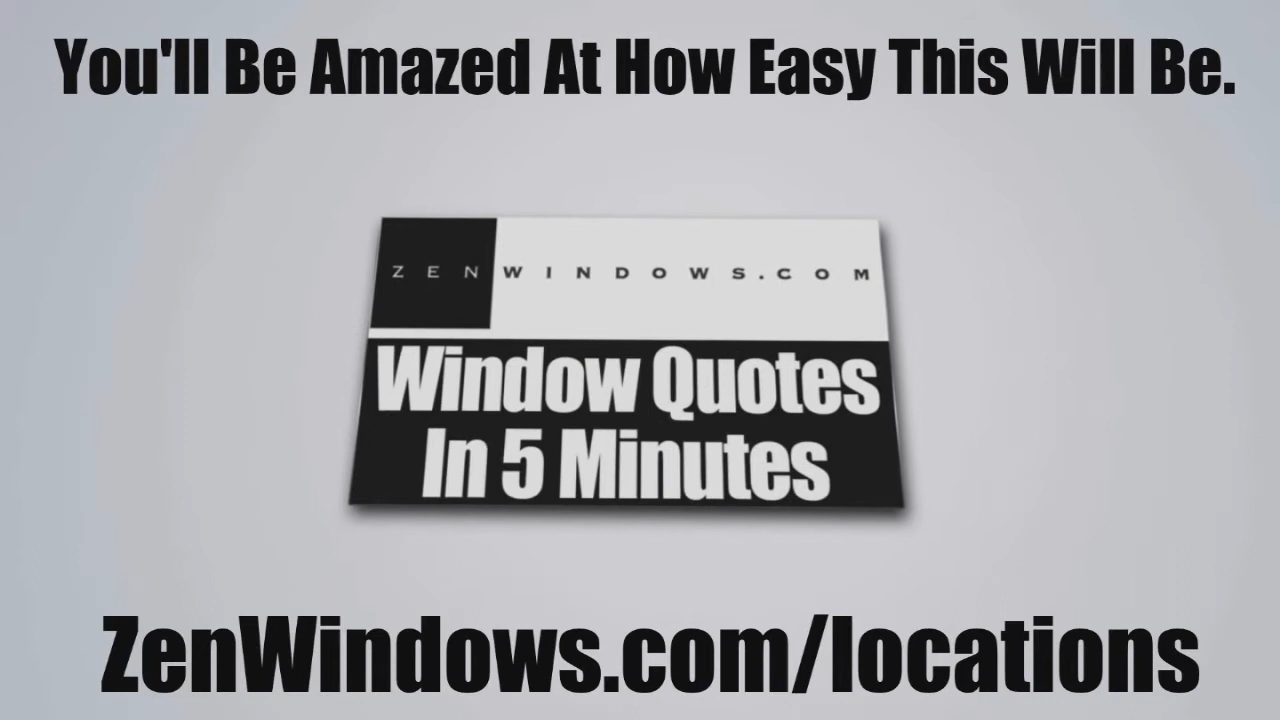 You'll Be Amazed At How Easy This Will Be.
ZENWINDOWS.COM
Window Quotes
In 5 Minutes
ZenWindows.com/locations